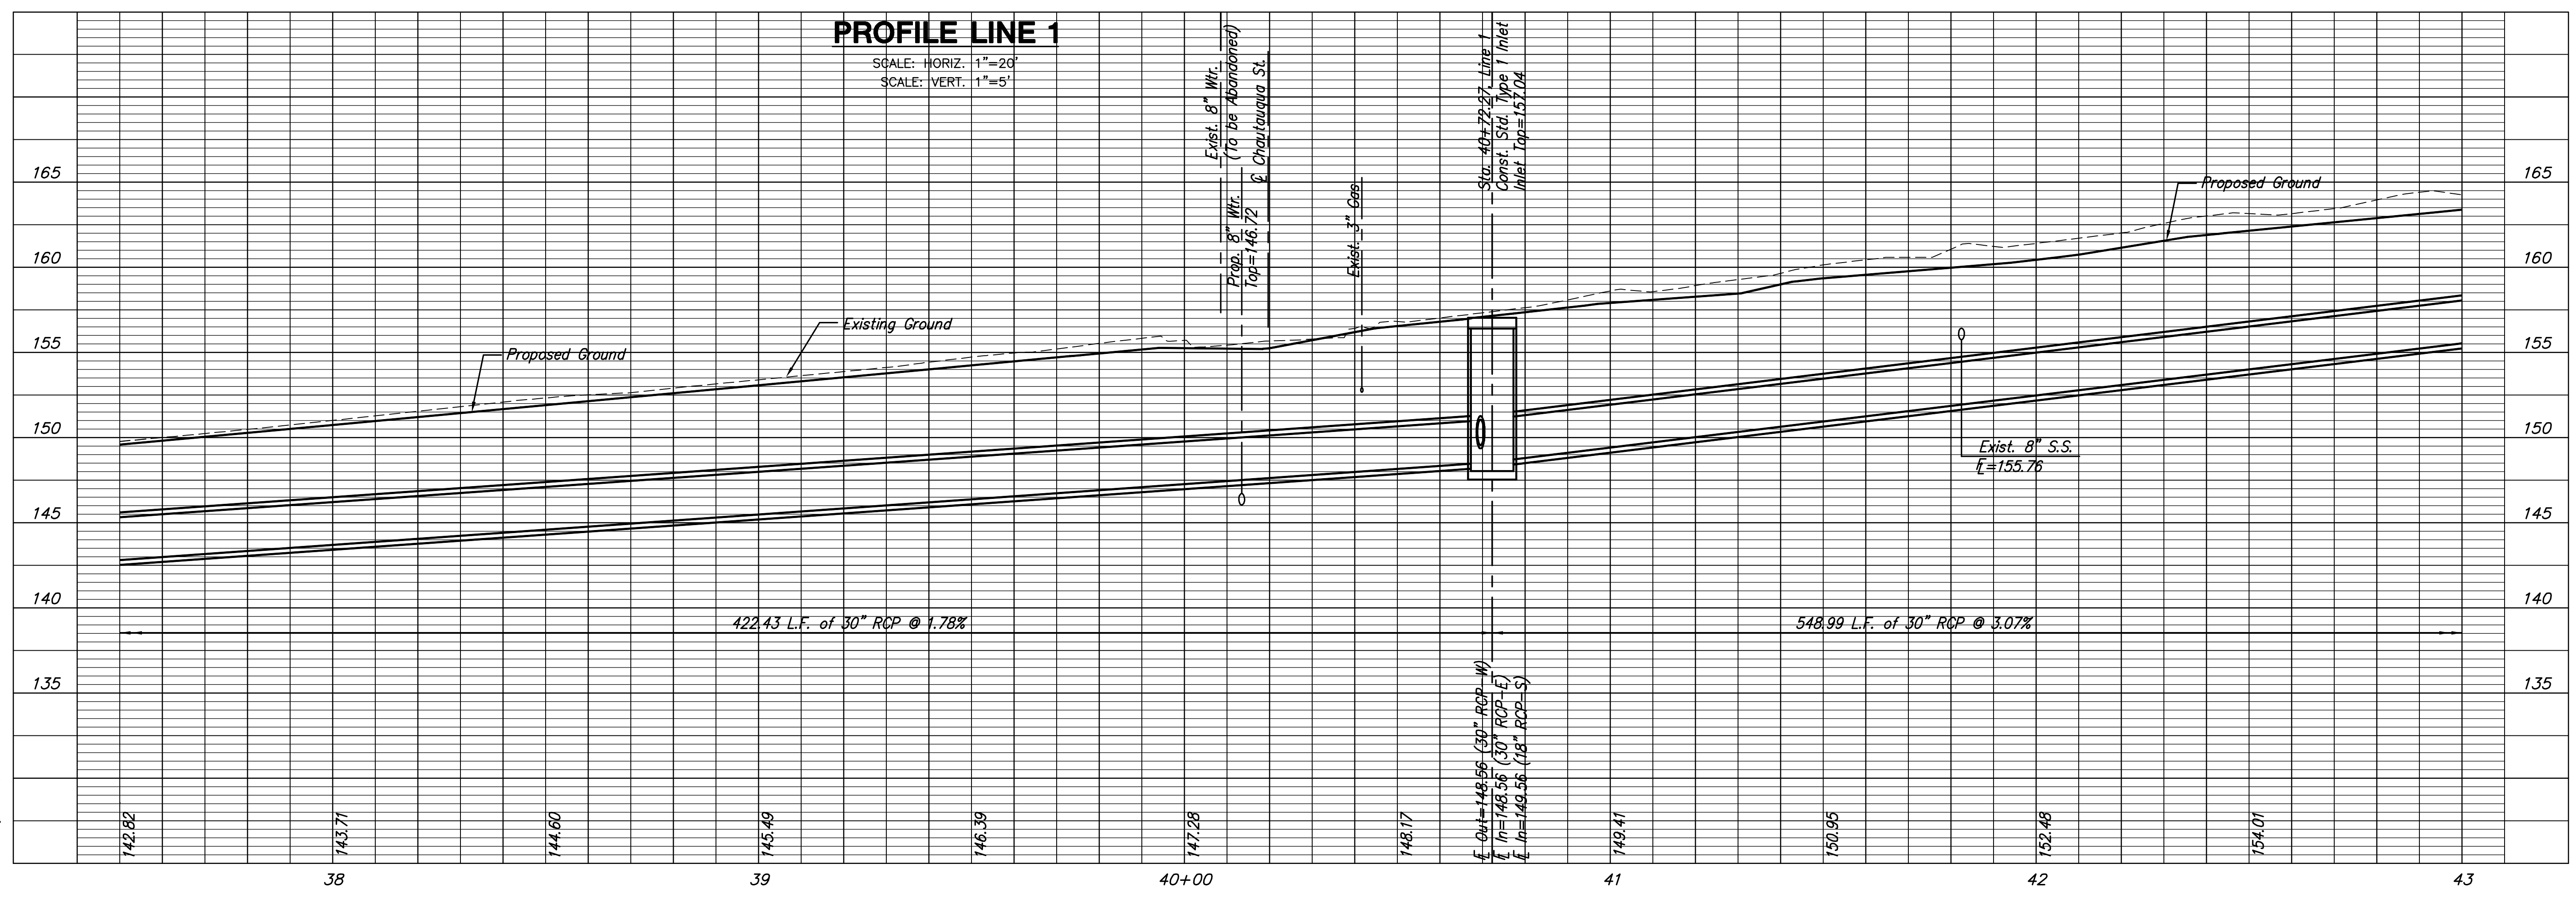 PROFILE LINE 1
SCALE: HORIZ. 1"=20'
SCALE: VERT. 1"=5'
Exist. 8" Wtr.
(To be Abandoned)
Prop. 8" Wtr.
Top=146.72
℄ Chautauqua St.
Exist. 3" Gas
Sta. 40+72.27, Line 1
Const. Std. Type 1 Inlet
Inlet Top=157.04
Proposed Ground
Existing Ground
Proposed Ground
Exist. 8" S.S.
FL=155.76
165
160
155
150
145
140
135
165
160
155
150
145
140
135
422.43 L.F. of 30" RCP @ 1.78%
548.99 L.F. of 30" RCP @ 3.07%
FL Out=148.56 (30" RCP-W)
FL In=148.56 (30" RCP-E)
FL In=149.56 (18" RCP-S)
142.82
143.71
144.60
145.49
146.39
147.28
148.17
149.41
150.95
152.48
154.01
38
39
40+00
41
42
43